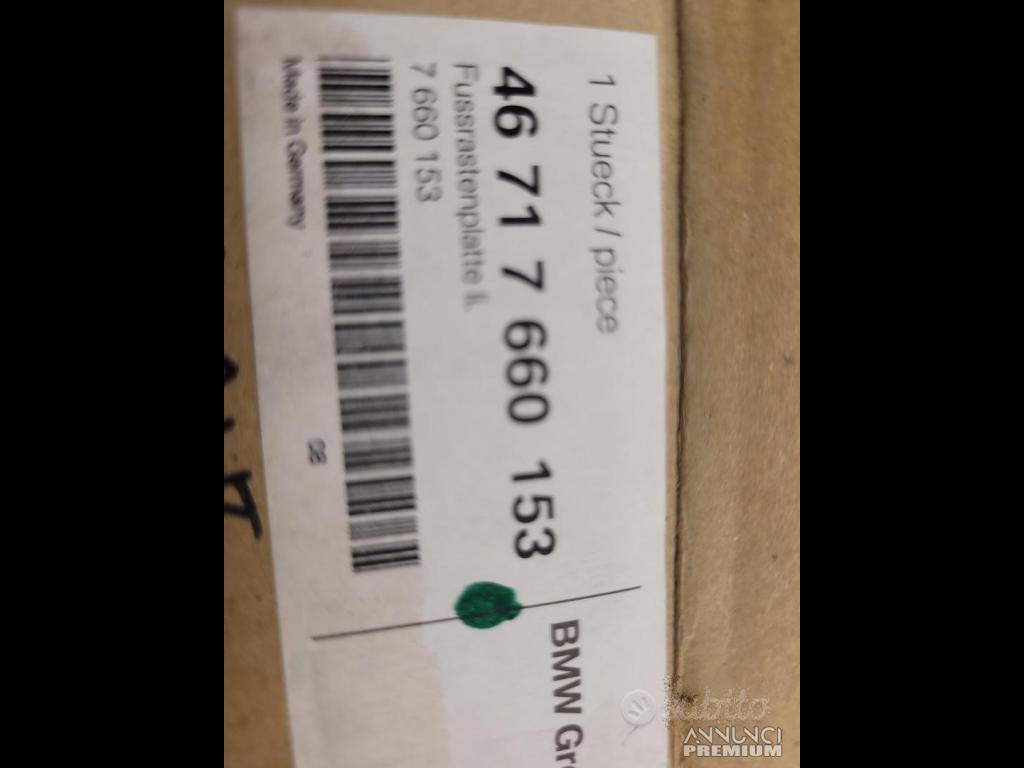 1 Stueck / piece
46 71 7 660 153
Fussrastenplatte li.
7 660 153
Made in Germany
08
BMW Gr
subito
ANNUNCI
PREMIUM